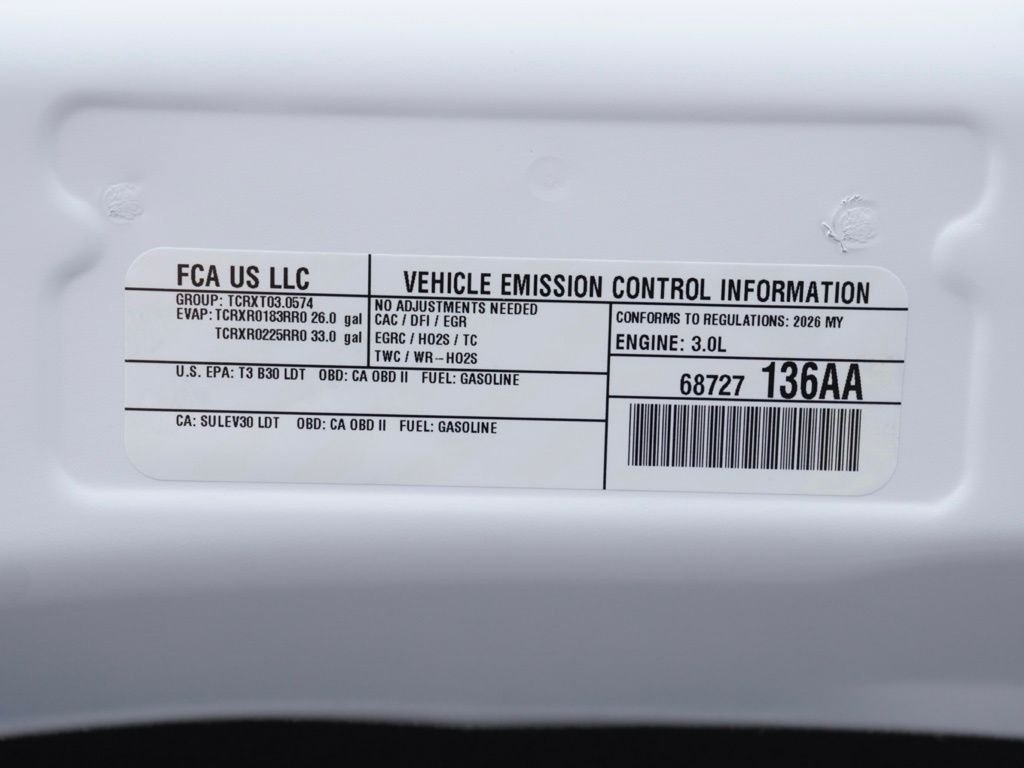 FCA US LLC
VEHICLE EMISSION CONTROL INFORMATION
GROUP: TCRXT03.0574
EVAP: TCRXR0183RR0 26.0 gal
TCRXR0225RR0 33.0 gal
NO ADJUSTMENTS NEEDED
CAC / DFI / EGR
EGRC / HO2S / TC
TWC / WR-HO2S
CONFORMS TO REGULATIONS: 2026 MY
ENGINE: 3.0L
68727 136AA
U.S. EPA: T3 B30 LDT OBD: CA OBD II FUEL: GASOLINE
CA: SULEV30 LDT OBD: CA OBD II FUEL: GASOLINE